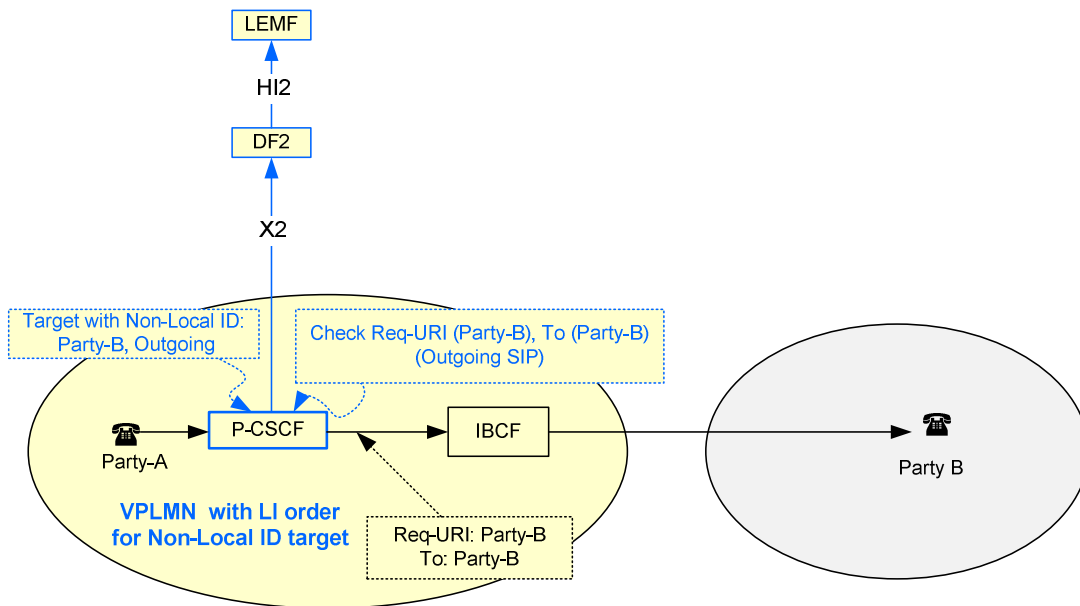 LEMF
HI2
DF2
X2
Target with Non-Local ID:
Party-B, Outgoing
Check Req-URI (Party-B), To (Party-B)
(Outgoing SIP)
P-CSCF
IBCF
Party-A
Party B
VPLMN with LI order
for Non-Local ID target
Req-URI: Party-B
To: Party-B